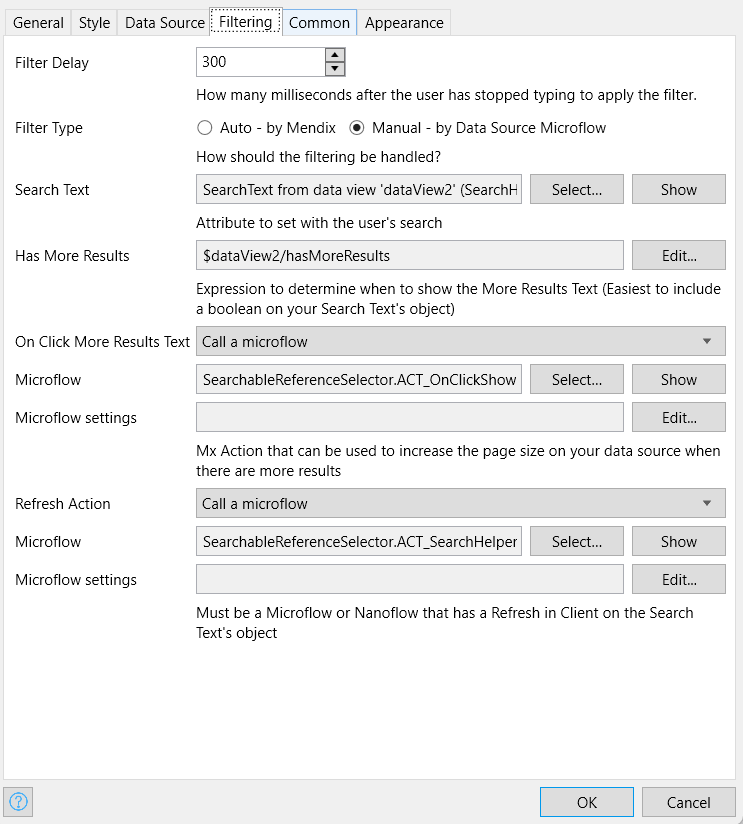 General Style Data Source Filtering Common Appearance
Filter Delay 300
How many milliseconds after the user has stopped typing to apply the filter.
Filter Type Auto - by Mendix Manual - by Data Source Microflow
How should the filtering be handled?
Search Text SearchText from data view 'dataView2' (SearchH Select... Show
Attribute to set with the user's search
Has More Results $dataView2/hasMoreResults Edit...
Expression to determine when to show the More Results Text (Easiest to include
a boolean on your Search Text's object)
On Click More Results Text Call a microflow
Microflow SearchableReferenceSelector.ACT_OnClickShow Select... Show
Microflow settings Edit...
Mx Action that can be used to increase the page size on your data source when
there are more results
Refresh Action Call a microflow
Microflow SearchableReferenceSelector.ACT_SearchHelper Select... Show
Microflow settings Edit...
Must be a Microflow or Nanoflow that has a Refresh in Client on the Search
Text's object
? OK Cancel